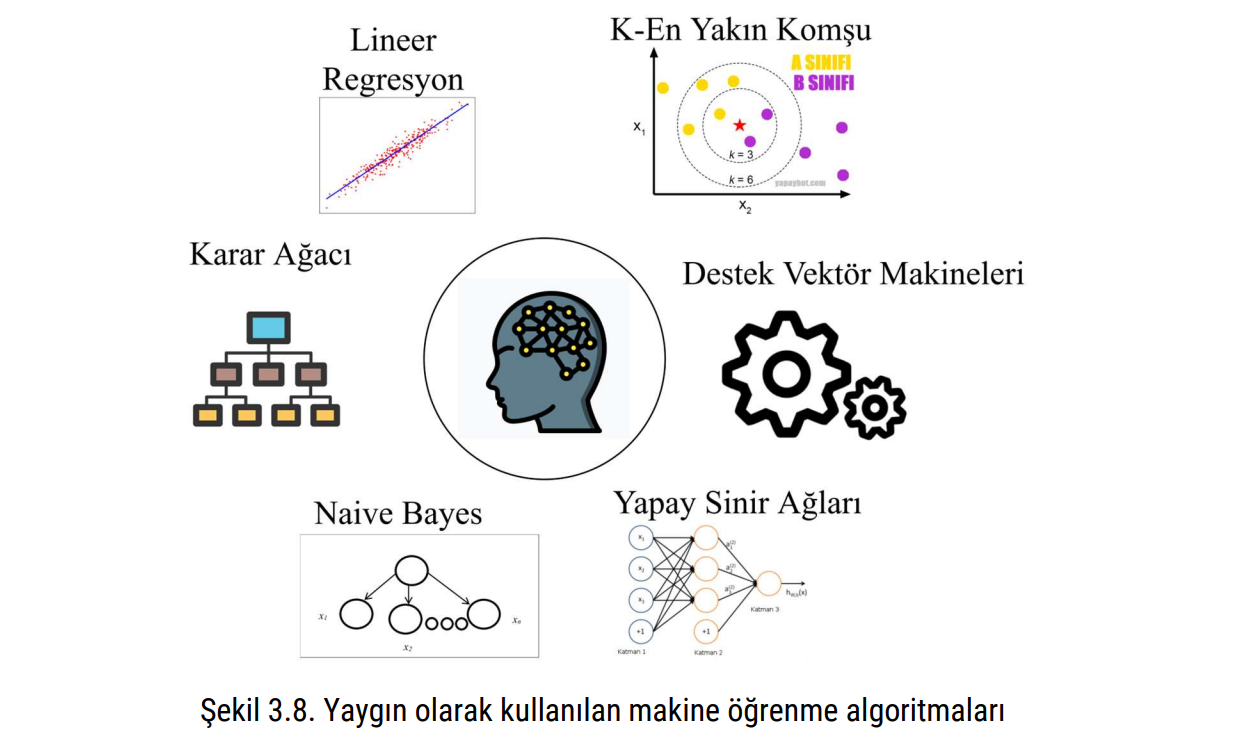 Lineer
Regresyon
K-En Yakın Komşu
A SINIFI
B SINIFI
X1
k = 3
k = 6
yapaybot.com
X2
Karar Ağacı
Destek Vektör Makineleri
Naive Bayes
x1
x2
xn
Yapay Sinir Ağları
x1
x2
x3
+1
+1
Katman 1
Katman 2
Katman 3
Şekil 3.8. Yaygın olarak kullanılan makine öğrenme algoritmaları